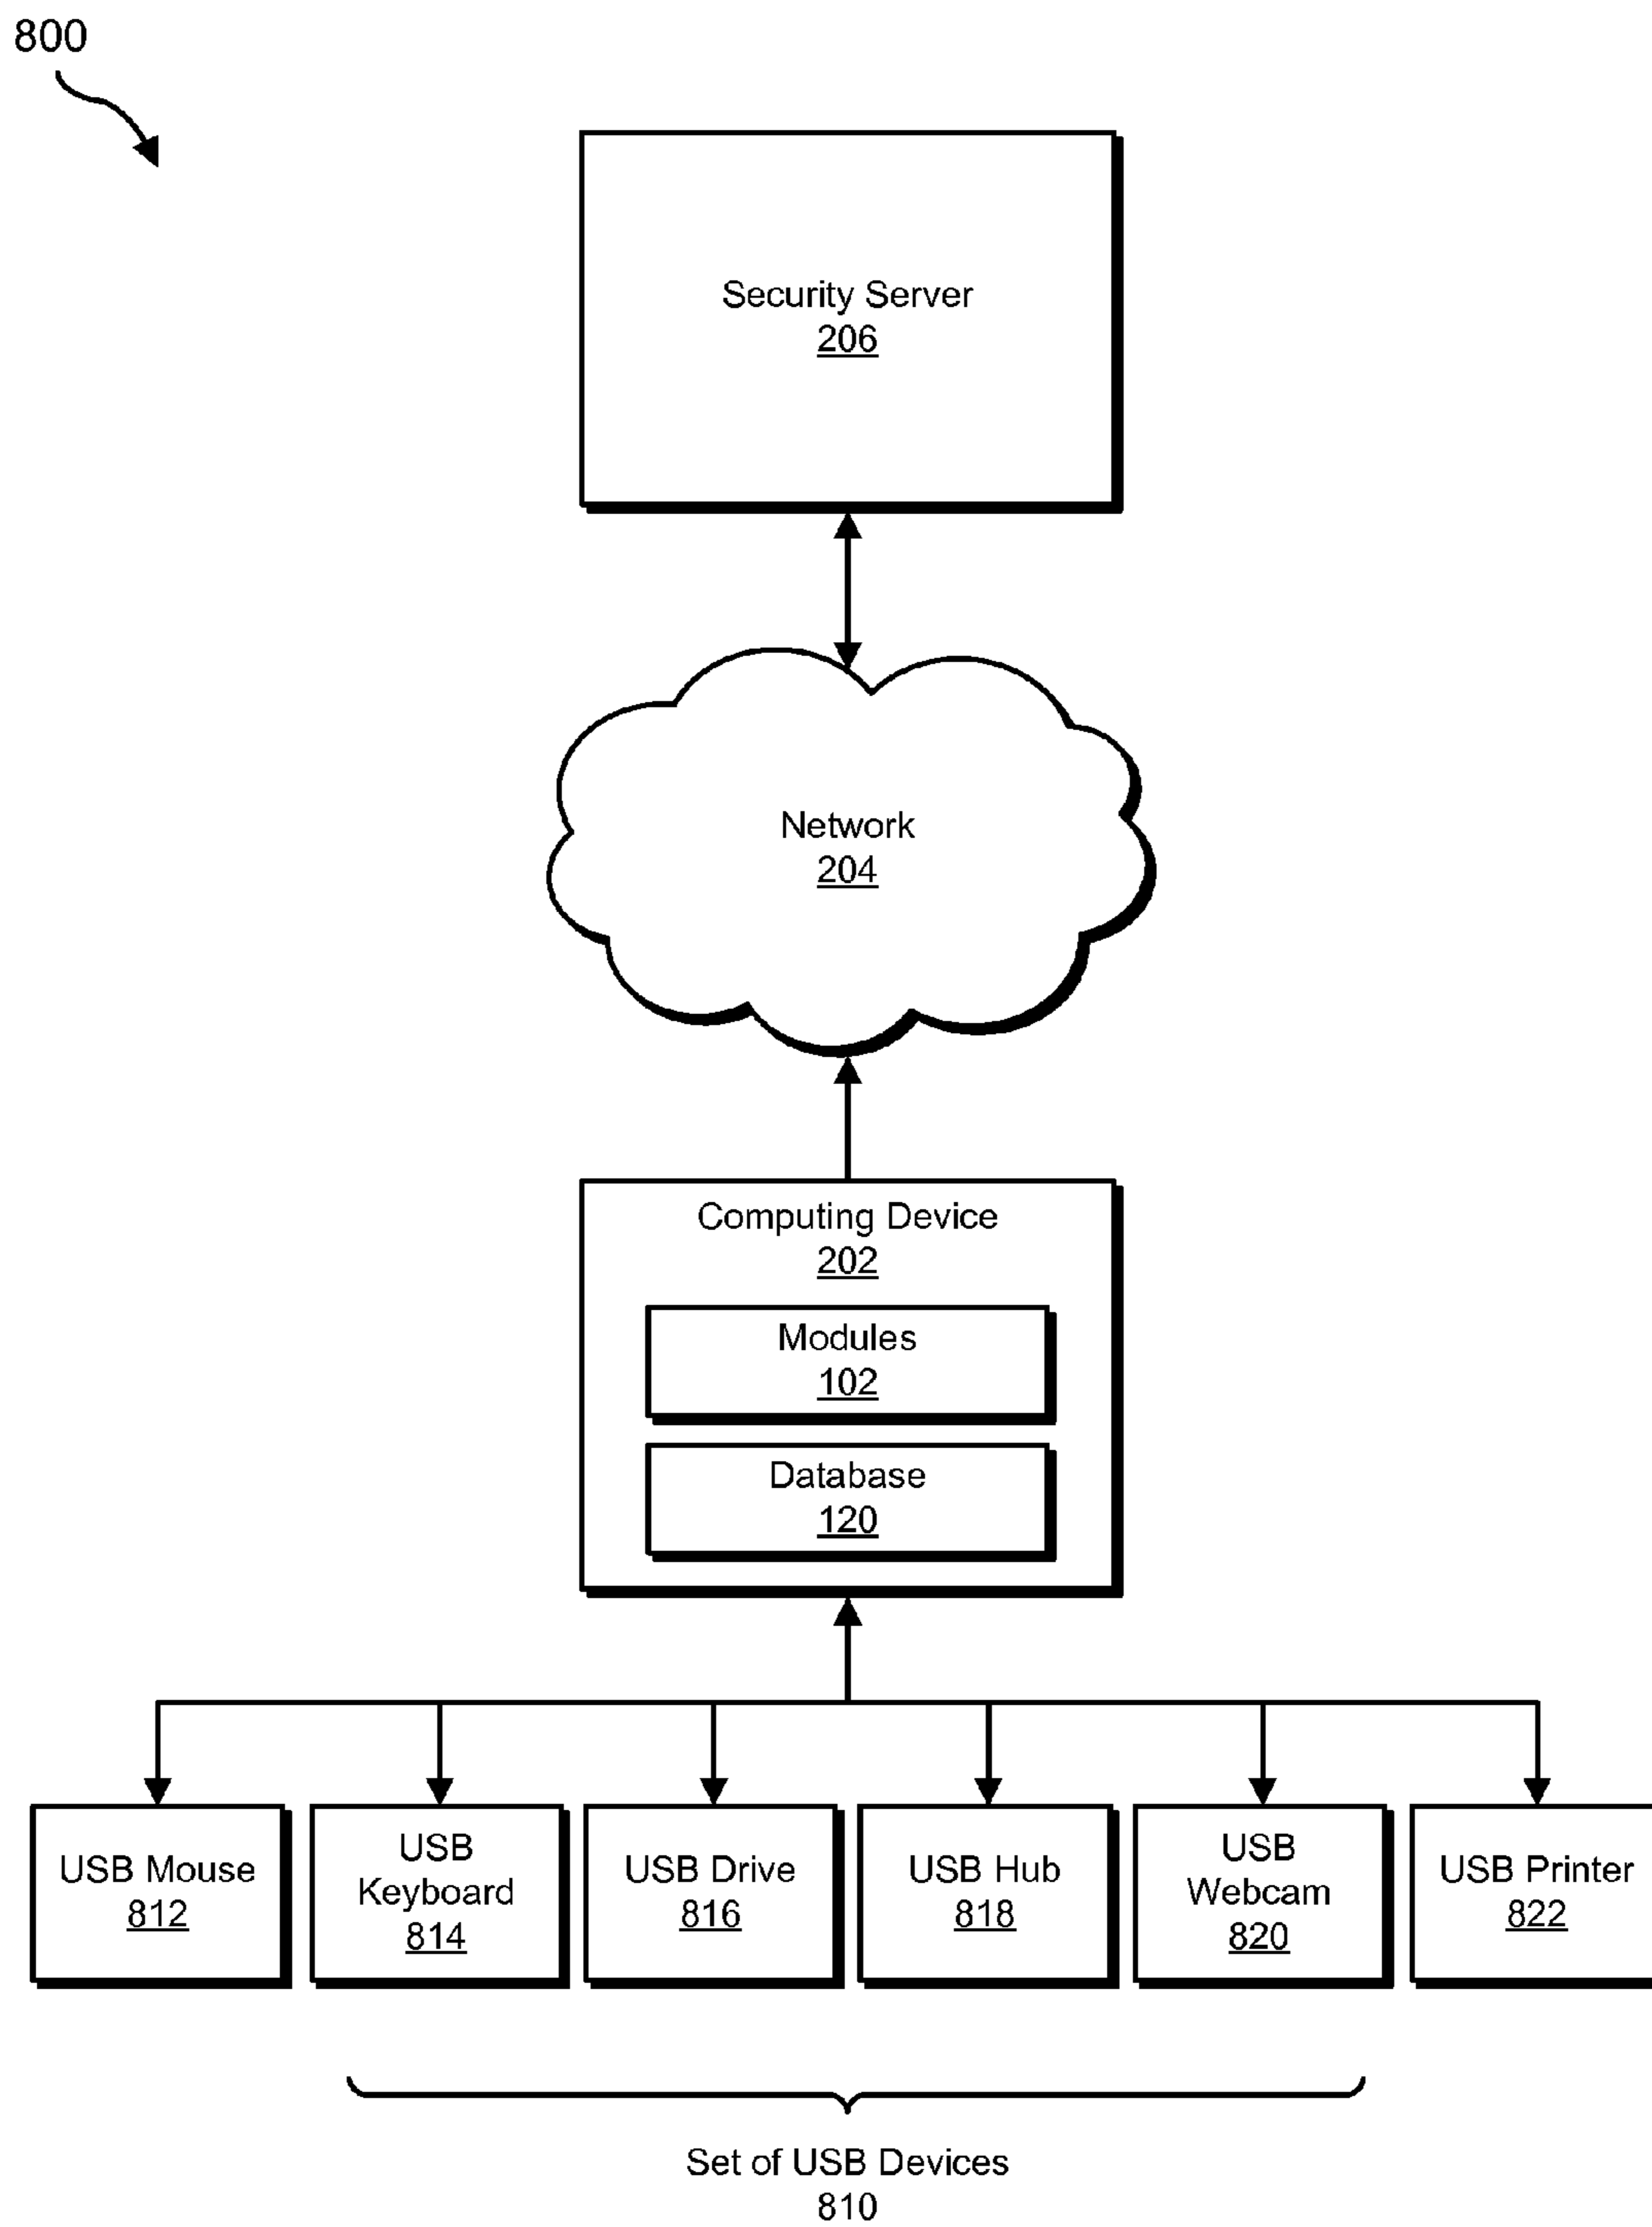 800
Security Server
206
Network
204
Computing Device
202
Modules
102
Database
120
USB Mouse
812
USB
Keyboard
814
USB Drive
816
USB Hub
818
USB
Webcam
820
USB Printer
822
Set of USB Devices
810